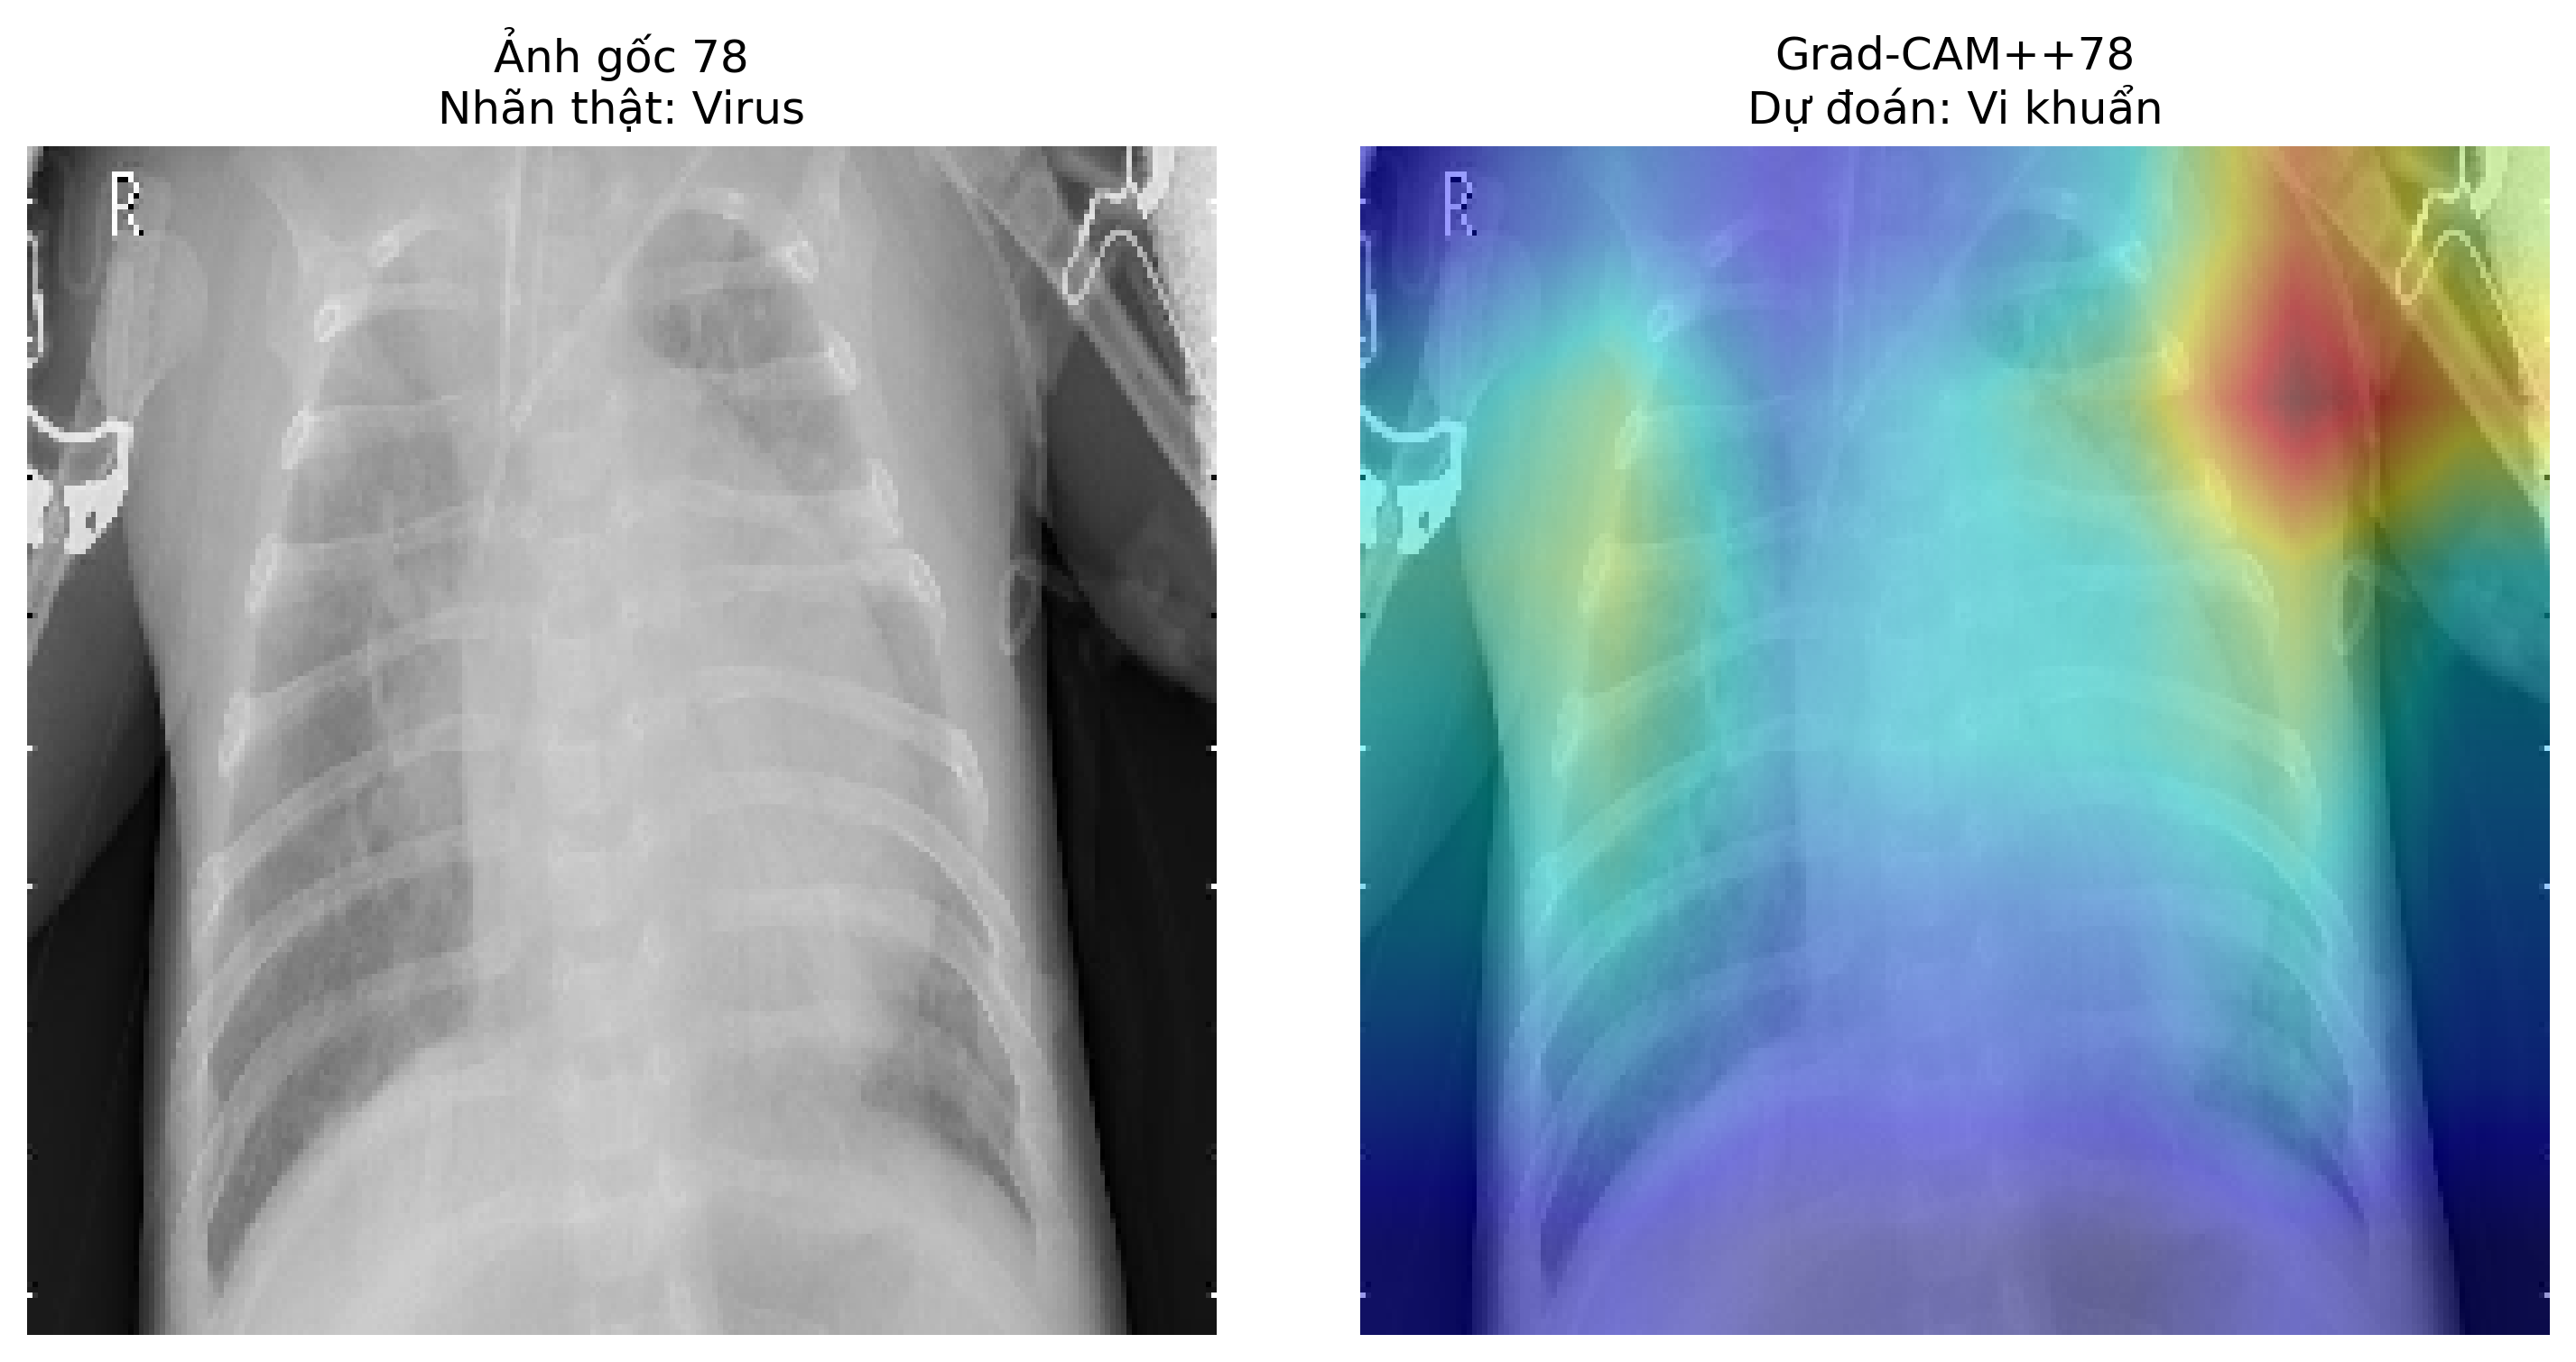 Ảnh gốc 78
Nhãn thật: Virus
Grad-CAM++78
Dự đoán: Vi khuẩn
R
R